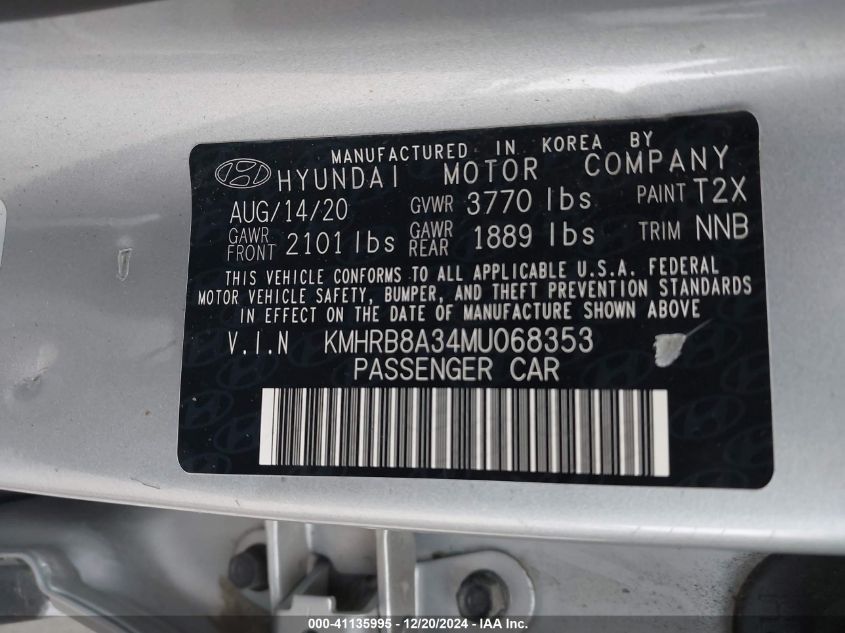 MANUFACTURED IN KOREA BY
HYUNDAI MOTOR COMPANY
AUG/14/20 GVWR 3770 lbs PAINT T2X
GAWR FRONT 2101 lbs GAWR REAR 1889 lbs TRIM NNB
THIS VEHICLE CONFORMS TO ALL APPLICABLE U.S.A. FEDERAL
MOTOR VEHICLE SAFETY, BUMPER, AND THEFT PREVENTION STANDARDS
IN EFFECT ON THE DATE OF MANUFACTURE SHOWN ABOVE
V.I.N KMHRB8A34MU068353
PASSENGER CAR
000-41135995 - 12/20/2024 - IAA Inc.